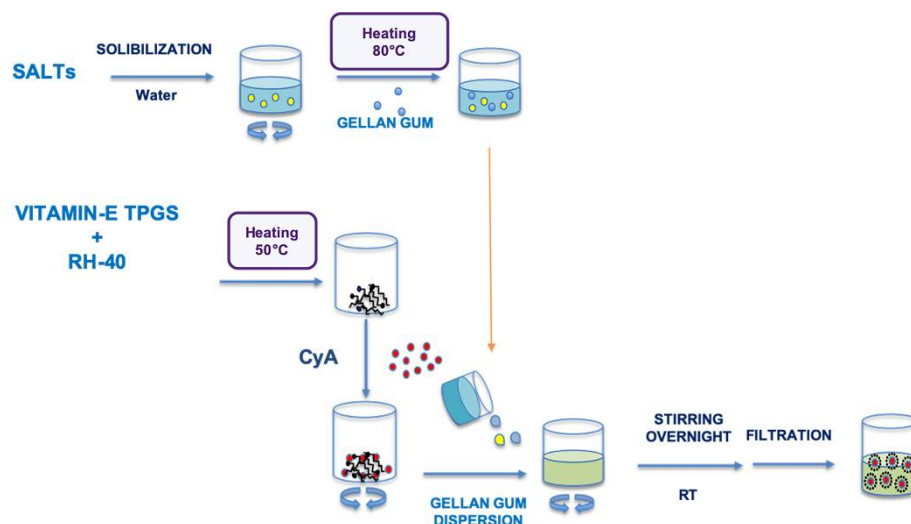 SOLIBILIZATION
SALTs
Water
Heating
80°C
GELLAN GUM
VITAMIN-E TPGS
+
RH-40
Heating
50°C
CyA
GELLAN GUM
DISPERSION
STIRRING
OVERNIGHT
RT
FILTRATION